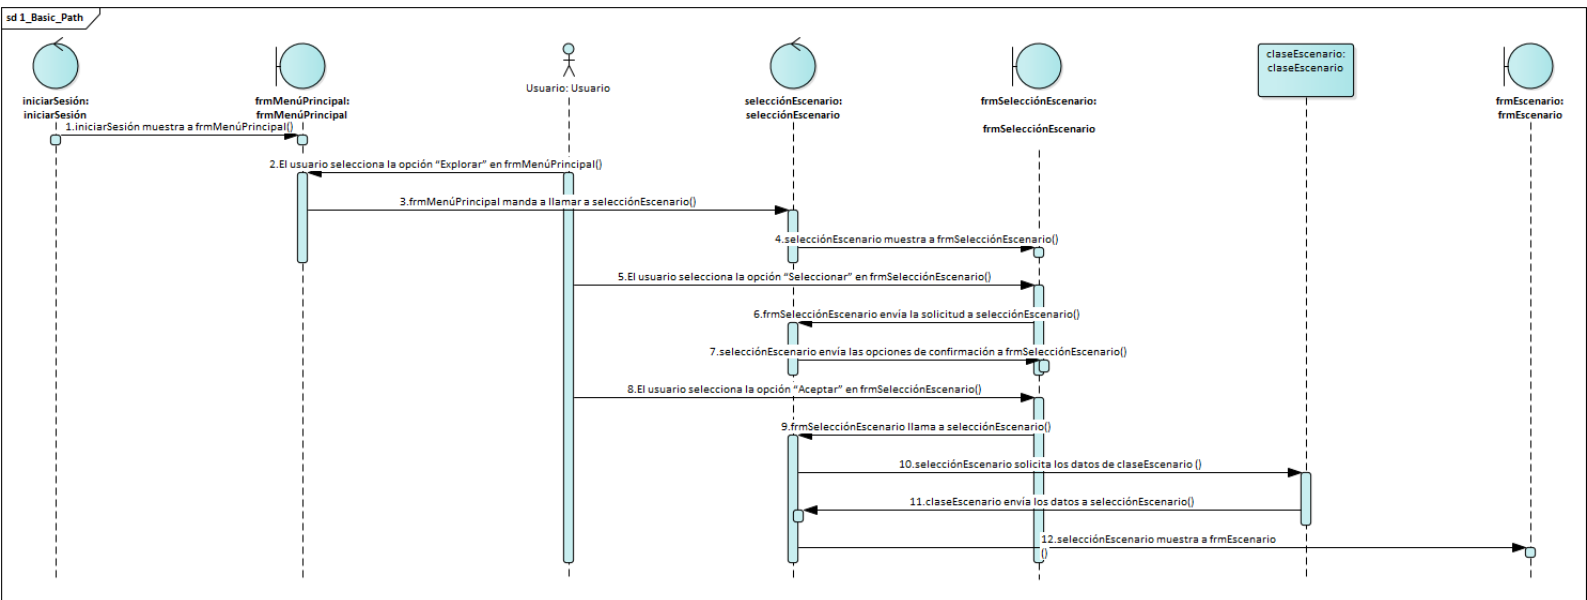 sd 1_Basic_Path
iniciarSesión:
iniciarSesión
frmMenúPrincipal:
frmMenúPrincipal
Usuario: Usuario
selecciónEscenario:
selecciónEscenario
frmSelecciónEscenario:
frmSelecciónEscenario
claseEscenario:
claseEscenario
frmEscenario:
frmEscenario
1.iniciarSesión muestra a frmMenúPrincipal()
2.El usuario selecciona la opción “Explorar” en frmMenúPrincipal()
3.frmMenúPrincipal manda a llamar a selecciónEscenario()
4.selecciónEscenario muestra a frmSelecciónEscenario()
5.El usuario selecciona la opción “Seleccionar” en frmSelecciónEscenario()
6.frmSelecciónEscenario envía la solicitud a selecciónEscenario()
7.selecciónEscenario envía las opciones de confirmación a frmSelecciónEscenario()
8.El usuario selecciona la opción “Aceptar” en frmSelecciónEscenario()
9.frmSelecciónEscenario llama a selecciónEscenario()
10.selecciónEscenario solicita los datos de claseEscenario ()
11.claseEscenario envía los datos a selecciónEscenario()
12.selecciónEscenario muestra a frmEscenario
()